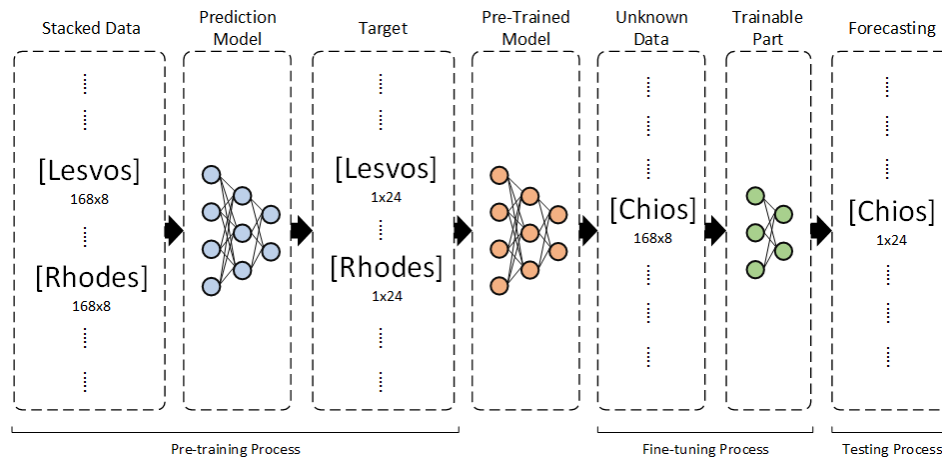 Stacked Data
Prediction
Model
Target
Pre-Trained
Model
Unknown
Data
Trainable
Part
Forecasting
[Lesvos]
168x8
[Rhodes]
168x8
[Lesvos]
1x24
[Rhodes]
1x24
[Chios]
168x8
[Chios]
1x24
Pre-training Process
Fine-tuning Process
Testing Process